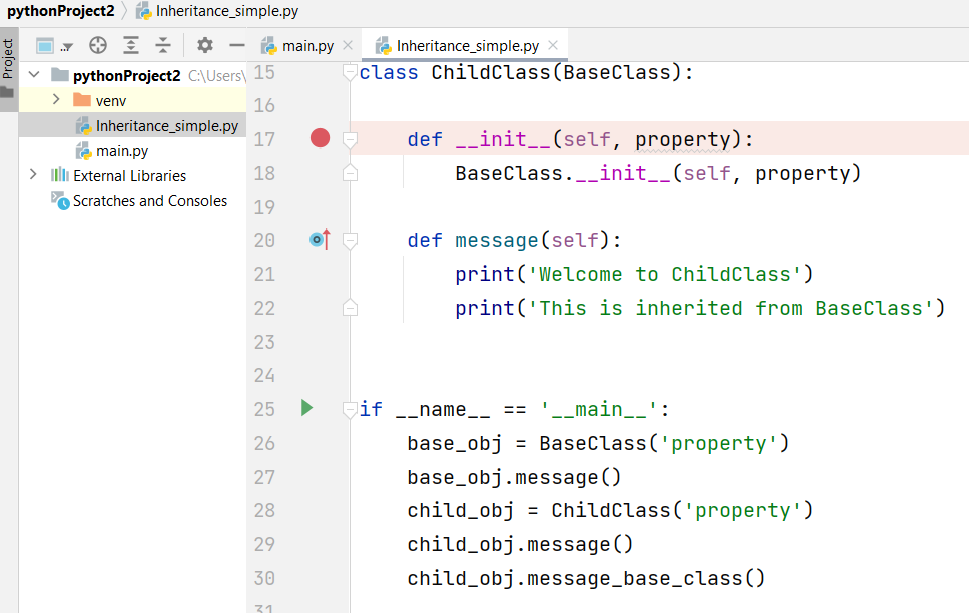 pythonProject2 Inheritance_simple.py
Project
main.py Inheritance_simple.py
pythonProject2 C:\Users\
venv
Inheritance_simple.py
main.py
External Libraries
Scratches and Consoles
15 class ChildClass(BaseClass):
16
17     def __init__(self, property):
18         BaseClass.__init__(self, property)
19
20     def message(self):
21         print('Welcome to ChildClass')
22         print('This is inherited from BaseClass')
23
24
25 if __name__ == '__main__':
26     base_obj = BaseClass('property')
27     base_obj.message()
28     child_obj = ChildClass('property')
29     child_obj.message()
30     child_obj.message_base_class()
31